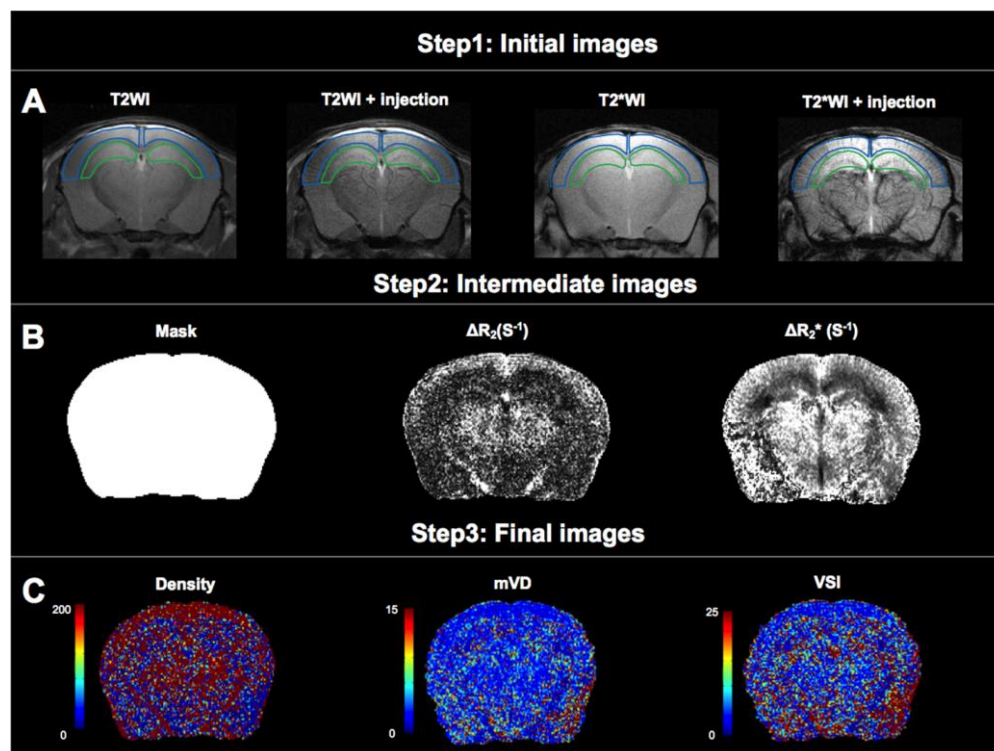 Step1: Initial images
A
T2WI
T2WI + injection
T2*WI
T2*WI + injection
Step2: Intermediate images
B
Mask
ΔR₂(S⁻¹)
ΔR₂* (S⁻¹)
Step3: Final images
C
Density
mVD
VSI
200
0
15
0
25
0